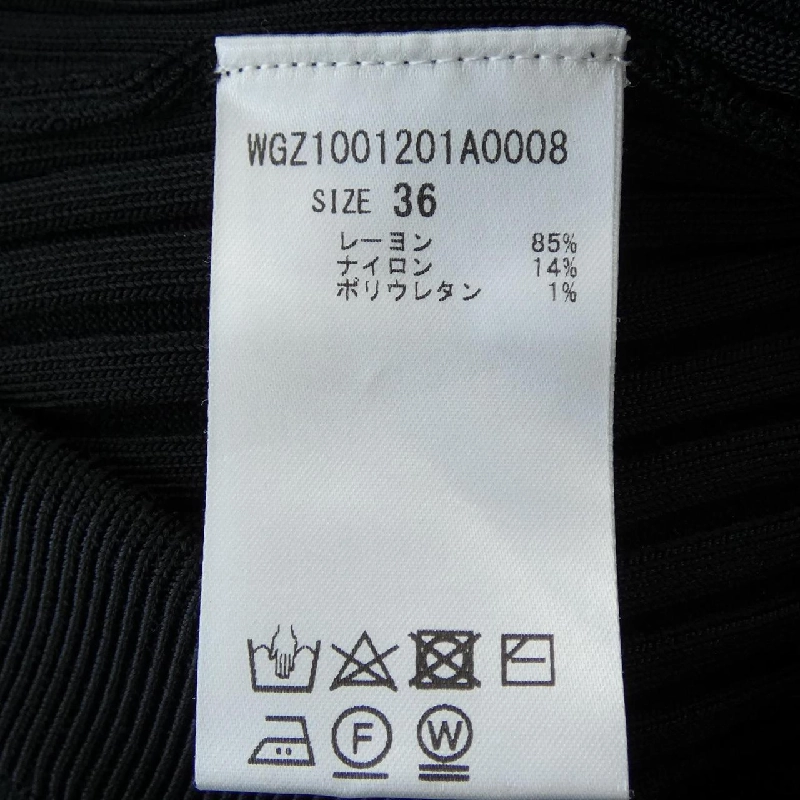 WGZ1001201A0008
SIZE 36
レーヨン 85%
ナイロン 14%
ポリウレタン 1%
F W